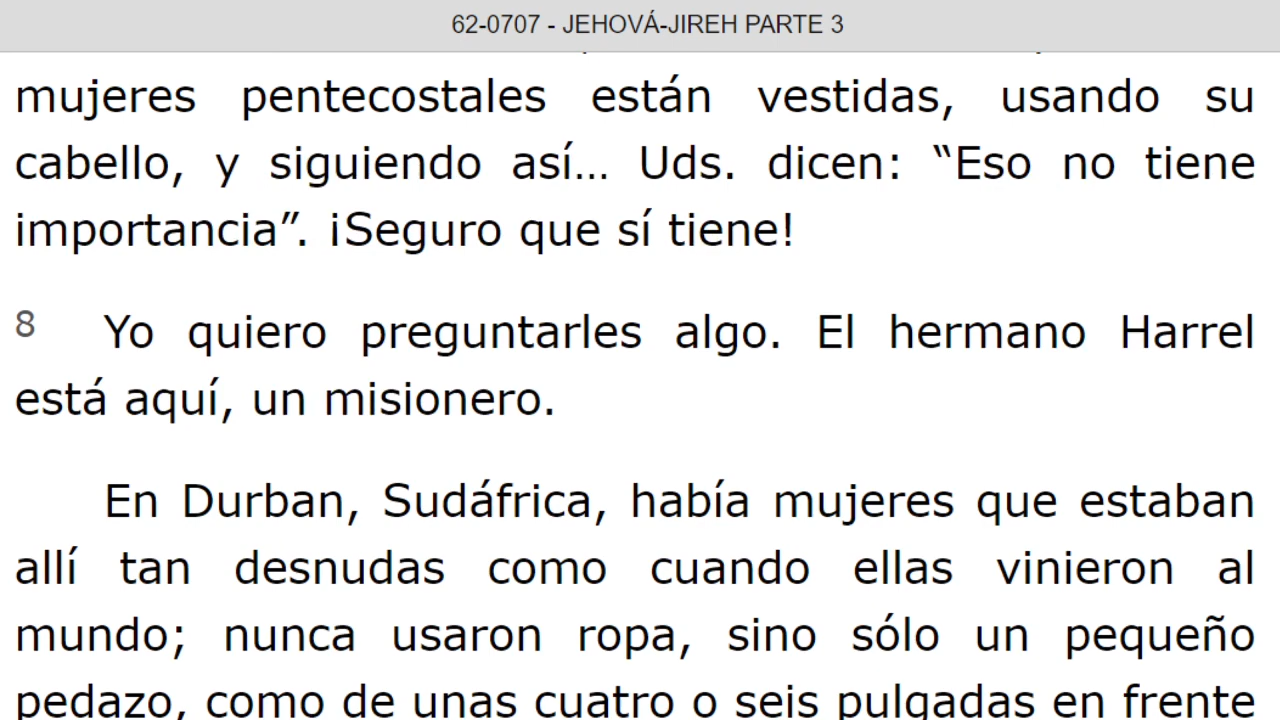 62-0707 - JEHOVÁ-JIREH PARTE 3
mujeres pentecostales están vestidas, usando su
cabello, y siguiendo así… Uds. dicen: “Eso no tiene
importancia”. ¡Seguro que sí tiene!
8 Yo quiero preguntarles algo. El hermano Harrel
está aquí, un misionero.
En Durban, Sudáfrica, había mujeres que estaban
allí tan desnudas como cuando ellas vinieron al
mundo; nunca usaron ropa, sino sólo un pequeño
pedazo, como de unas cuatro o seis pulgadas en frente